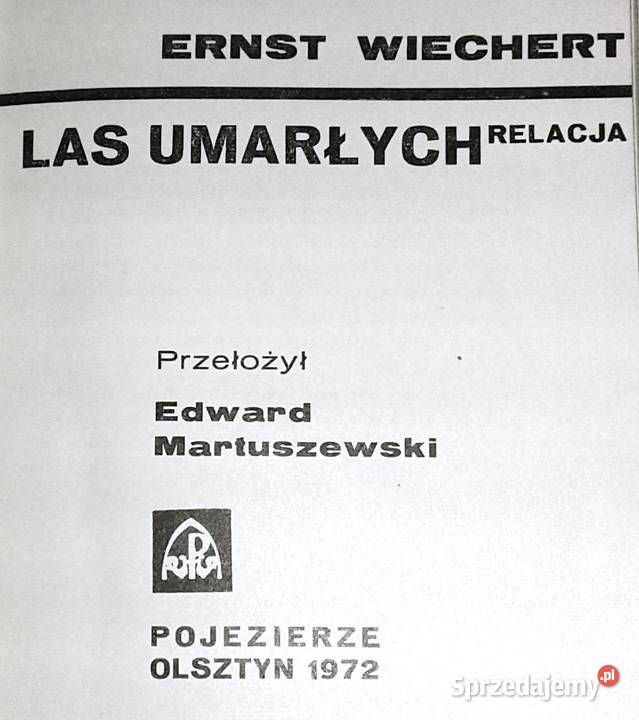 ERNST WIECHERT
LAS UMARŁYCH RELACJA
Przełożył
Edward
Martuszewski
POJEZIERZE
OLSZTYN 1972
Sprzedajemy.pl